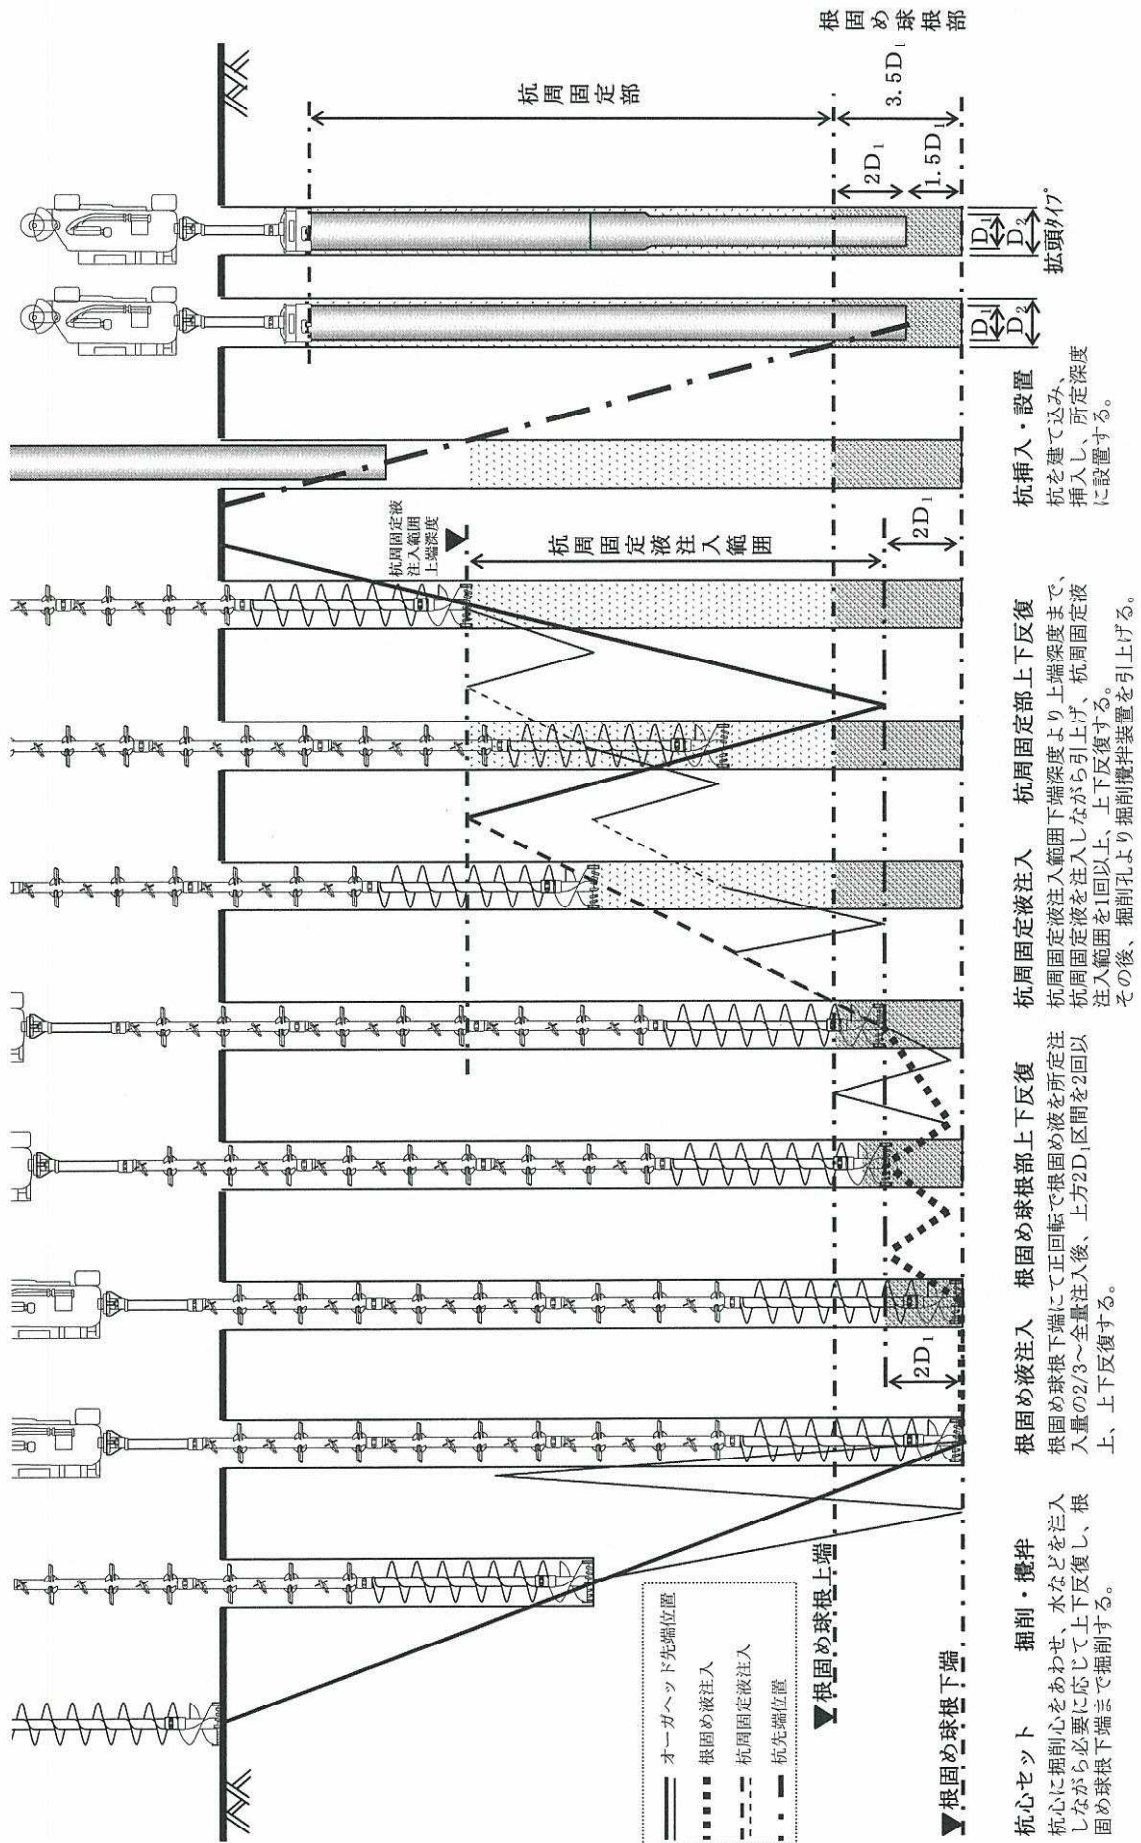 根固め球根部
3.5D₁
杭周固定部
2D₁
1.5D₁
D₁
D₂
拡頭タイプ
D₁
D₂
杭周固定液
注入範囲
上端深度
杭周固定液注入範囲
2D₁
2D₁
オーガヘッド先端位置
根固め液注入
杭周固定液注入
杭先端位置
▼根固め球根上端
▼根固め球根下端
杭心セット
掘削・攪拌
杭心に掘削心をあわせ、水などを注入
しながら必要に応じて上下反復し、根
固め球根下端まで掘削する。
根固め液注入
根固め球根部上下反復
根固め球根下端にて正回転で根固め液を所定注
入量の2/3～全量注入後、上方2D₁区間を2回以
上、上下反復する。
杭周固定液注入
杭周固定部上下反復
杭周固定液注入範囲下端深度より上端深度まで、
杭周固定液を注入しながら引上げ、杭周固定液
注入範囲を1回以上、上下反復する。
その後、掘削孔より掘削攪拌装置を引上げる。
杭挿入・設置
杭を建て込み、
挿入し、所定深度
に設置する。